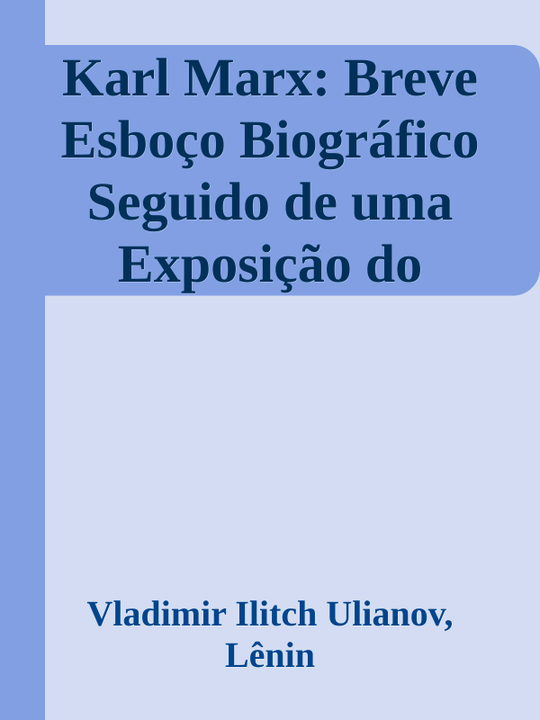 Karl Marx: Breve
Esboço Biográfico
Seguido de uma
Exposição do
Vladimir Ilitch Ulianov,
Lênin